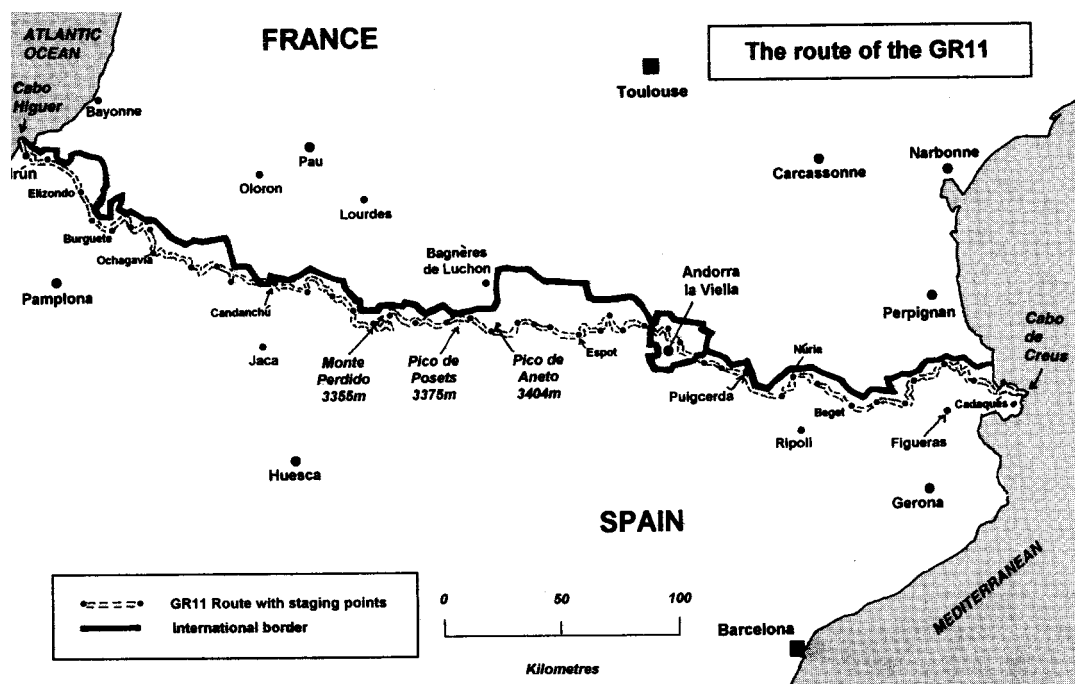 ATLANTIC
OCEAN
FRANCE
The route of the GR11
Toulouse
Cabo
Higuer
Bayonne
Pau
Narbonne
Carcassonne
Irún
Oloron
Elizondo
Lourdes
Burguete
Bagnères
de Luchon
Ochagavia
Andorra
la Viella
Pamplona
Candanchú
Perpignan
Cabo
de
Creus
Jaca
Monte
Perdido
3355m
Pico de
Posets
3375m
Pico de
Aneto
3404m
Espot
Núria
Puigcerda
Beget
Cadaqués
Ripoli
Figueras
Huesca
Gerona
SPAIN
MEDITERRANEAN
GR11 Route with staging points
International border
0 50 100
Kilometres
Barcelona